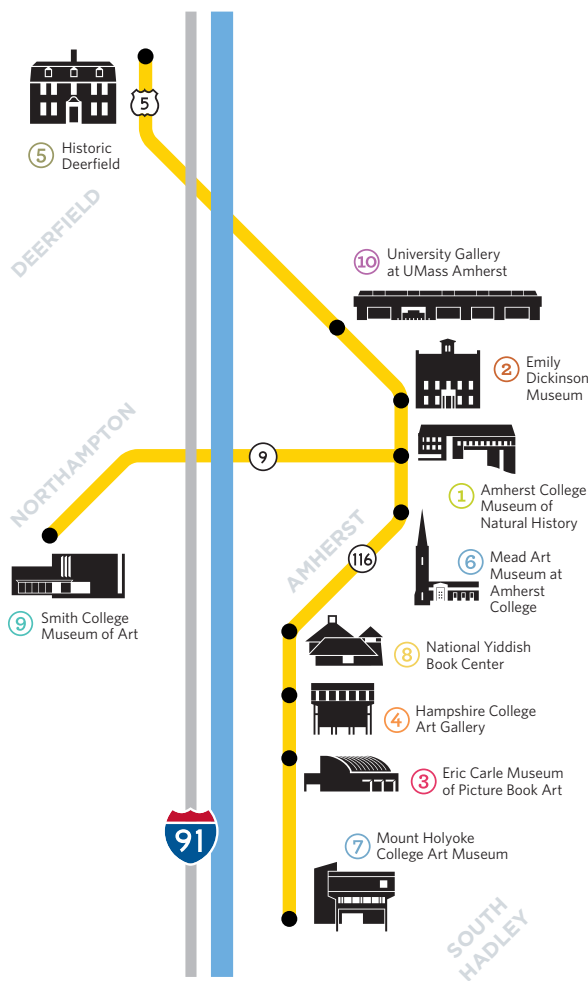 5
5
Historic
Deerfield
DEERFIELD
10
University Gallery
at UMass Amherst
2
Emily
Dickinson
Museum
NORTHAMPTON
9
1
Amherst College
Museum of
Natural History
AMHERST
116
6
Mead Art
Museum at
Amherst
College
9
Smith College
Museum of Art
8
National Yiddish
Book Center
4
Hampshire College
Art Gallery
3
Eric Carle Museum
of Picture Book Art
91
7
Mount Holyoke
College Art Museum
SOUTH
HADLEY